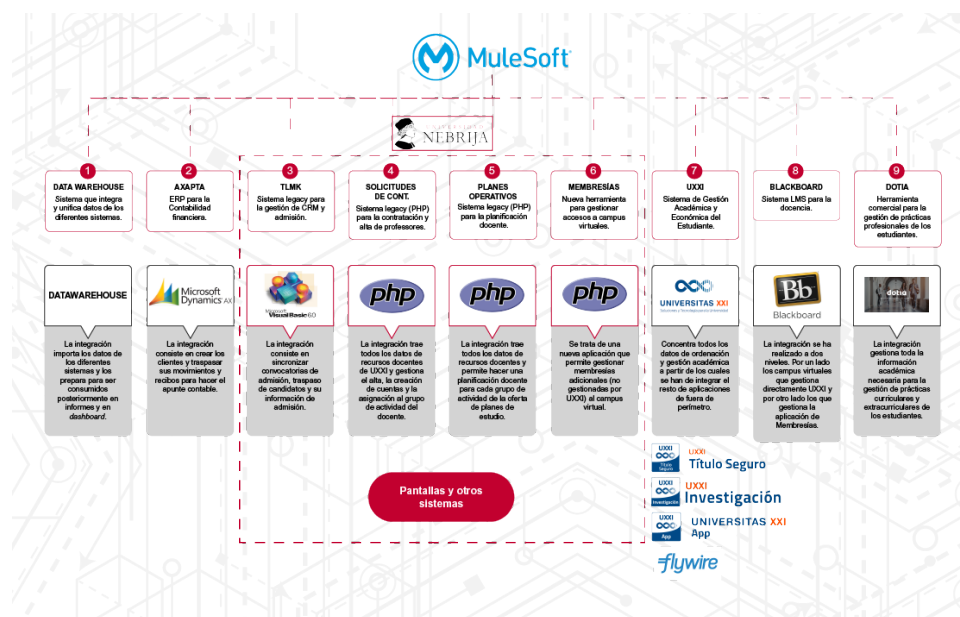 MuleSoft
NEBRIJA
1
DATA WAREHOUSE
Sistema que integra
y unifica datos de los
diferentes sistemas.
2
AXAPTA
ERP para la
Contabilidad
financiera.
3
TLMK
Sistema legacy para
la gestión de CRM y
admisión.
4
SOLICITUDES
DE CONT.
Sistema legacy (PHP)
para la contratación y
alta de professores.
5
PLANES
OPERATIVOS
Sistema legacy (PHP)
para la planificación
docente.
6
MEMBRESÍAS
Nueva herramienta
para gestionar
accesos a campus
virtuales.
7
UXXI
Sistema de Gestión
Académica y
Económica del
Estudiante.
8
BLACKBOARD
Sistema LMS para la
docencia.
9
DOTIA
Herramienta
comercial para la
gestión de prácticas
profesionales de los
estudiantes.
DATAWAREHOUSE
La integración
importa los datos de
los diferentes
sistemas y los
prepara para ser
consumidos
posteriormente en
informes y en
dashboard.
Microsoft
Dynamics AX
La integración
consiste en crear los
clientes y traspasar
sus movimientos y
recibos para hacer el
apunte contable.
Microsoft
Visual Basic 6.0
La integración
consiste en
sincronizar
convocatorias de
admisión, traspaso
de candidatos y su
información de
admisión.
php
La integración trae
todos los datos de
recursos docentes
de UXXI y gestiona
el alta, la creación
de cuentas y la
asignación al grupo
de actividad del
docente.
php
La integración trae
todos los datos de
recursos docentes y
permite hacer una
planificación docente
para cada grupo de
actividad de la oferta
de planes de
estudio.
php
Se trata de una
nueva aplicación que
permite gestionar
membresías
adicionales (no
gestionadas por
UXXI) al campus
virtual.
UNIVERSITAS XXI
Concentra todos los
datos de ordenación
y gestión académica
a partir de los cuales
se han de integrar el
resto de aplicaciones
de fuera de
perímetro.
Bb
Blackboard
La integración se ha
realizado a dos
niveles. Por un lado
los campus virtuales
que gestiona
directamente UXXI y
por otro lado los que
gestiona la
aplicación de
Membresías.
dotia
La integración
gestiona toda la
información
académica
necesaria para la
gestión de prácticas
curriculares y
extracurriculares de
los estudiantes.
Pantallas y otros
sistemas
UXXI
Título
Seguro
UXXI
Título Seguro
UXXI
Investigación
UXXI
Investigación
UXXI
App
UNIVERSITAS XXI
App
flywire